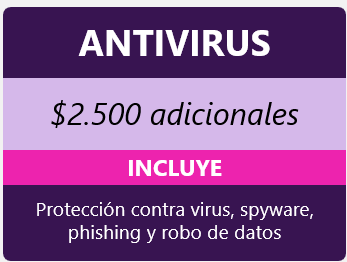 ANTIVIRUS
$2.500 adicionales
INCLUYE
Protección contra virus, spyware,
phishing y robo de datos